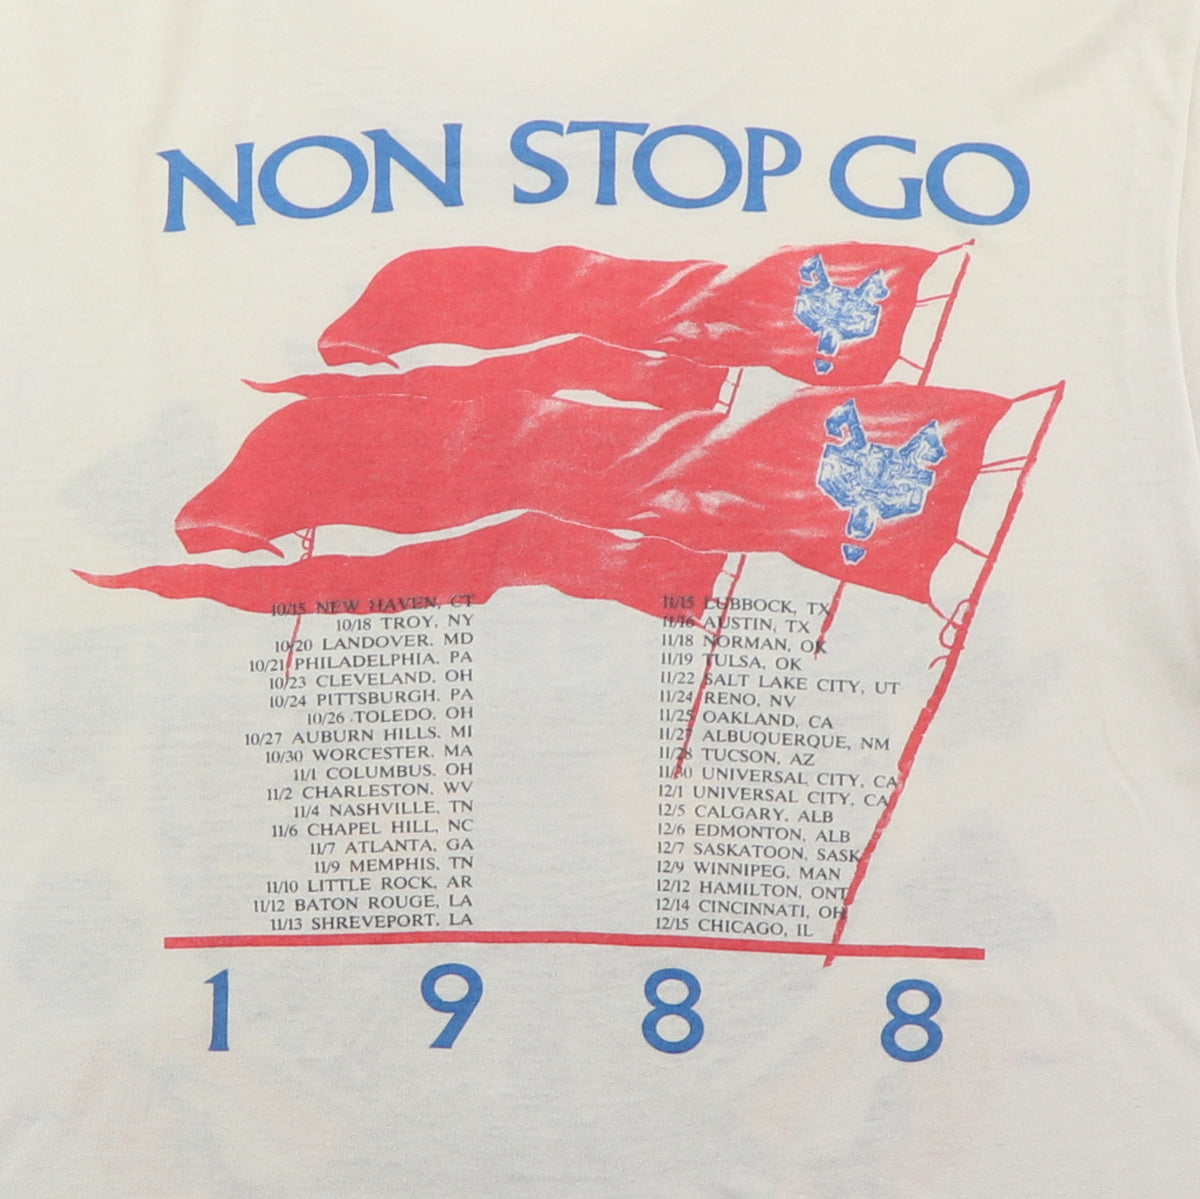 NON STOP GO
10/15 NEW HAVEN, CT
10/18 TROY, NY
10/20 LANDOVER, MD
10/21 PHILADELPHIA, PA
10/23 CLEVELAND, OH
10/24 PITTSBURGH, PA
10/26 TOLEDO, OH
10/27 AUBURN HILLS, MI
10/30 WORCESTER, MA
11/1 COLUMBUS, OH
11/2 CHARLESTON, WV
11/4 NASHVILLE, TN
11/6 CHAPEL HILL, NC
11/7 ATLANTA, GA
11/9 MEMPHIS, TN
11/10 LITTLE ROCK, AR
11/12 BATON ROUGE, LA
11/13 SHREVEPORT, LA
11/15 LUBBOCK, TX
11/16 AUSTIN, TX
11/18 NORMAN, OK
11/19 TULSA, OK
11/22 SALT LAKE CITY, UT
11/24 RENO, NV
11/25 OAKLAND, CA
11/27 ALBUQUERQUE, NM
11/28 TUCSON, AZ
11/30 UNIVERSAL CITY, CA
12/1 UNIVERSAL CITY, CA
12/5 CALGARY, ALB
12/6 EDMONTON, ALB
12/7 SASKATOON, SASK
12/9 WINNIPEG, MAN
12/12 HAMILTON, ONT
12/14 CINCINNATI, OH
12/15 CHICAGO, IL
1 9 8 8